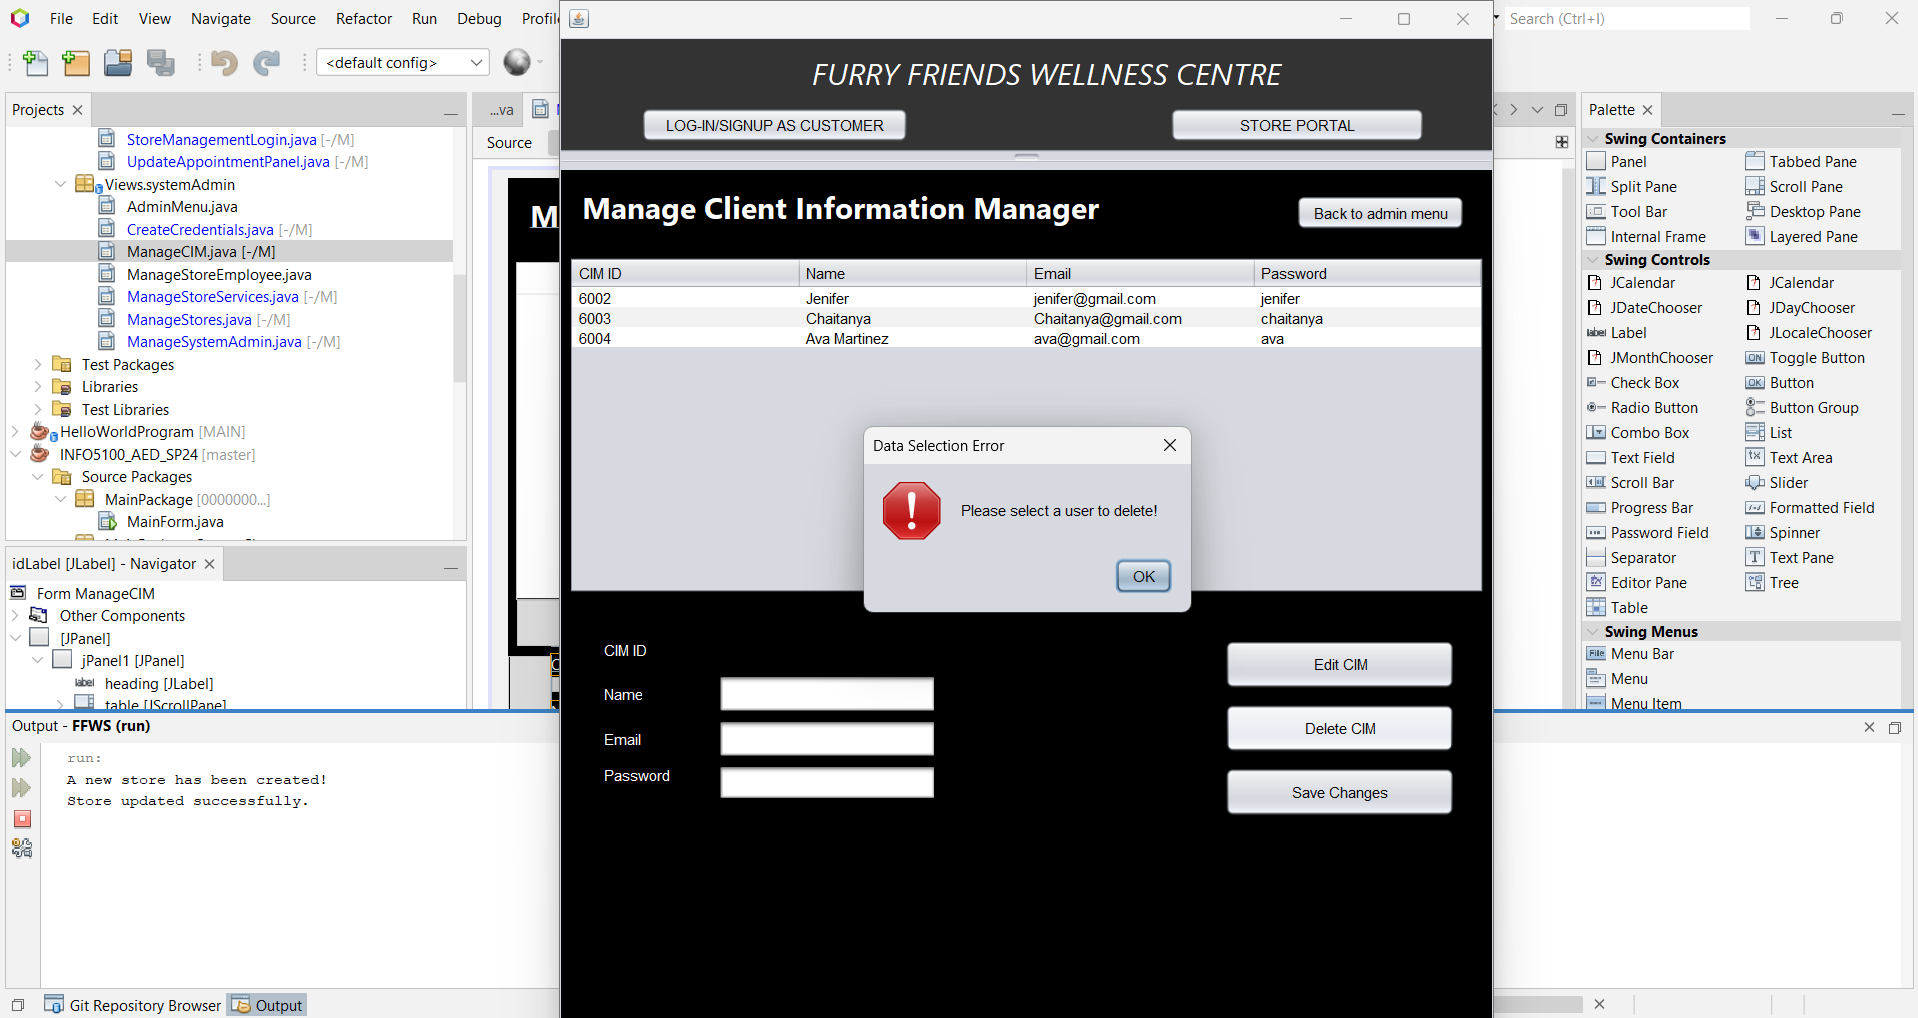 File Edit View Navigate Source Refactor Run Debug
Search (Ctrl+I)
<default config>
FURRY FRIENDS WELLNESS CENTRE
LOG-IN/SIGNUP AS CUSTOMER
STORE PORTAL
Projects
StoreManagementLogin.java [-/M]
UpdateAppointmentPanel.java [-/M]
Views.systemAdmin
AdminMenu.java
CreateCredentials.java [-/M]
ManageCIM.java [-/M]
ManageStoreEmployee.java
ManageStoreServices.java [-/M]
ManageStores.java [-/M]
ManageSystemAdmin.java [-/M]
Test Packages
Libraries
Test Libraries
HelloWorldProgram [MAIN]
INFO5100_AED_SP24 [master]
Source Packages
MainPackage [0000000...]
MainForm.java
...va
Source
M
Manage Client Information Manager
Back to admin menu
CIM ID Name Email Password
6002 Jenifer jenifer@gmail.com jenifer
6003 Chaitanya Chaitanya@gmail.com chaitanya
6004 Ava Martinez ava@gmail.com ava
Data Selection Error
Please select a user to delete!
OK
CIM ID
Name
Email
Password
Edit CIM
Delete CIM
Save Changes
Palette
Swing Containers
Panel Tabbed Pane
Split Pane Scroll Pane
Tool Bar Desktop Pane
Internal Frame Layered Pane
Swing Controls
JCalendar JCalendar
JDateChooser JDayChooser
label Label JLocaleChooser
JMonthChooser ON Toggle Button
Check Box OK Button
Radio Button Button Group
Combo Box List
Text Field Text Area
Scroll Bar Slider
Progress Bar Formatted Field
Password Field Spinner
Separator Text Pane
Editor Pane Tree
Table
Swing Menus
File Menu Bar
Menu
Menu Item
idLabel [JLabel] - Navigator
Form ManageCIM
Other Components
[JPanel]
jPanel1 [JPanel]
label heading [JLabel]
table [JScrollPane]
Output - FFWS (run)
run:
A new store has been created!
Store updated successfully.
Git Repository Browser
Output